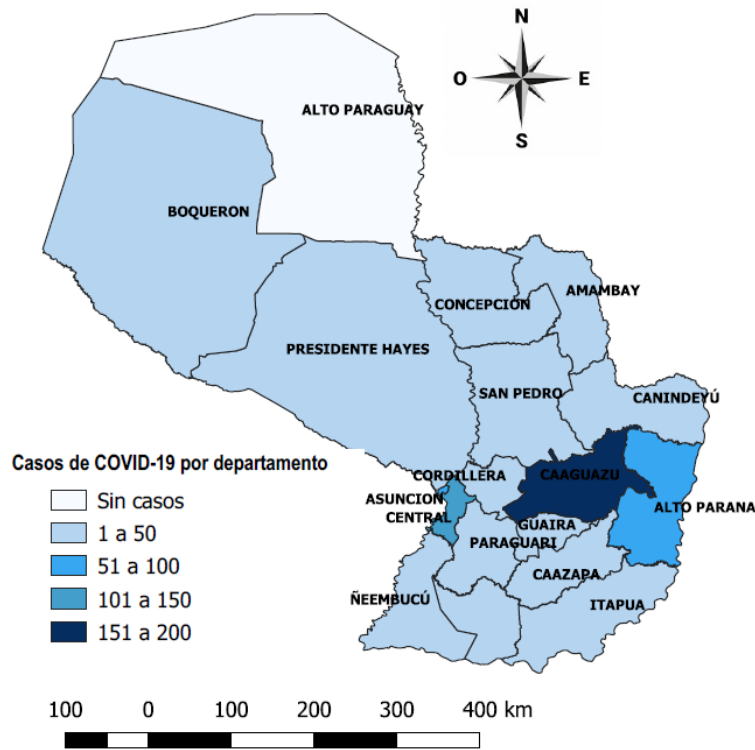 N
O
E
S
ALTO PARAGUAY
BOQUERON
CONCEPCIÓN
AMAMBAY
PRESIDENTE HAYES
SAN PEDRO
CANINDEYÚ
CORDILLERA
CAAGUAZU
ASUNCION
CENTRAL
ALTO PARANA
GUAIRA
PARAGUARI
CAAZAPA
ÑEEMBUCÚ
ITAPUA
Casos de COVID-19 por departamento
Sin casos
1 a 50
51 a 100
101 a 150
151 a 200
100 0 100 200 300 400 km